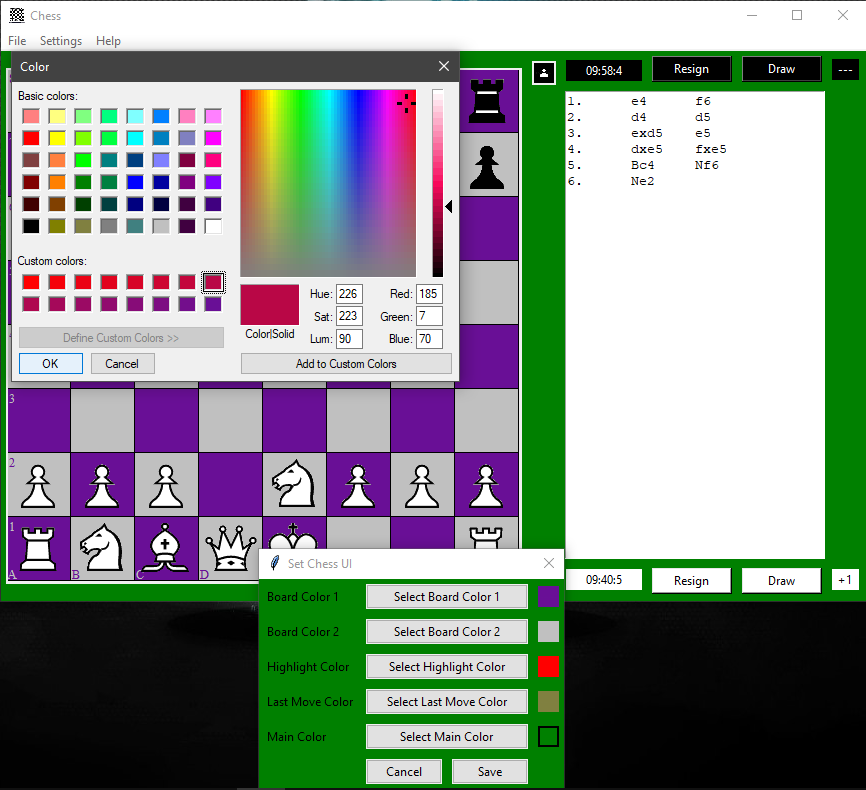 Chess
File Settings Help
Color
Basic colors:
Custom colors:
Define Custom Colors >>
OK Cancel
Hue: 226 Red: 185
Sat: 223 Green: 7
Color|Solid
Lum: 90 Blue: 70
Add to Custom Colors
09:58:4 Resign Draw ---
1. e4 f6
2. d4 d5
3. exd5 e5
4. dxe5 fxe5
5. Bc4 Nf6
6. Ne2
3
2
1
A B C D
09:40:5 Resign Draw +1
Set Chess UI
Board Color 1 Select Board Color 1
Board Color 2 Select Board Color 2
Highlight Color Select Highlight Color
Last Move Color Select Last Move Color
Main Color Select Main Color
Cancel Save